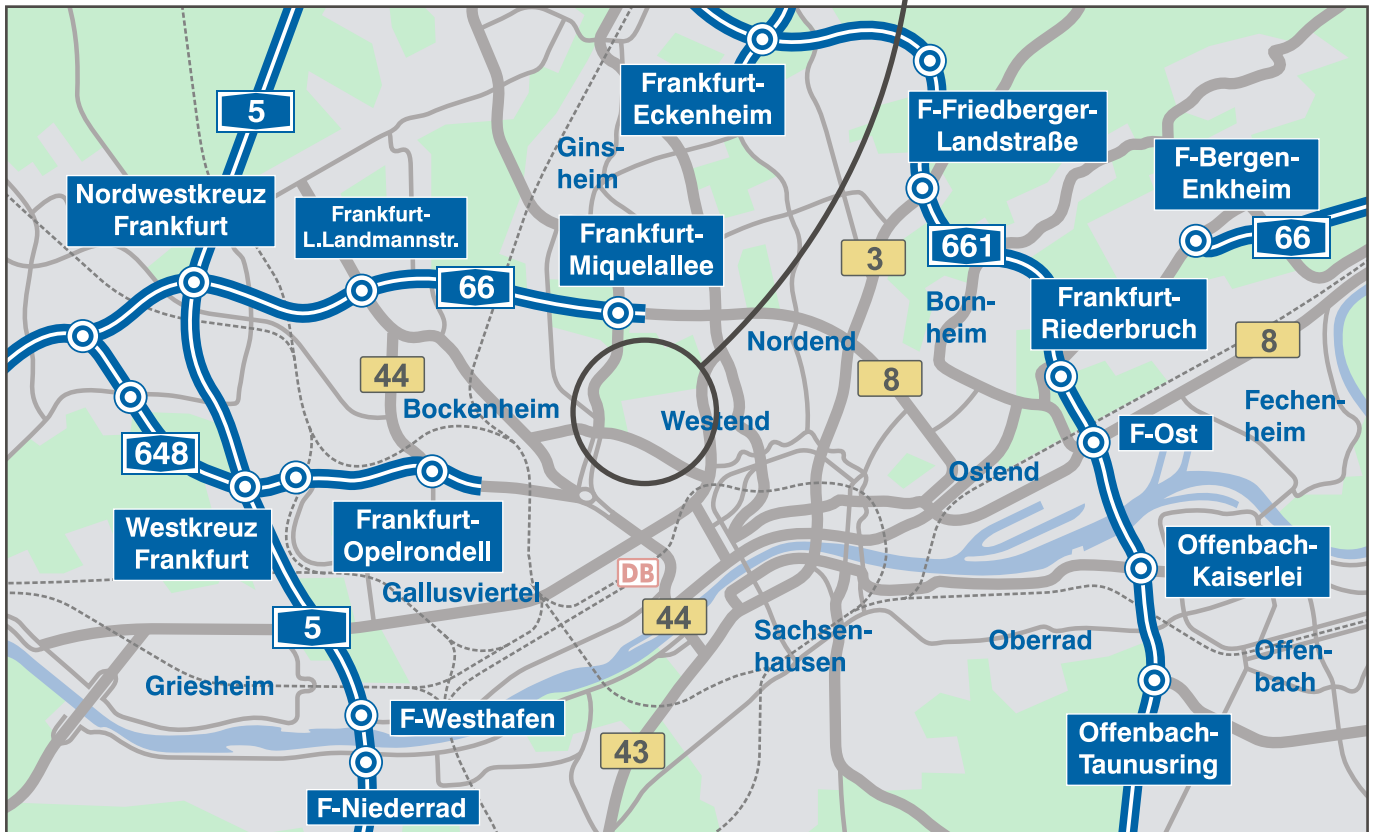 Frankfurt-
Eckenheim
5
F-Friedberger-
Landstraße
Ginsheim
Nordwestkreuz
Frankfurt
Frankfurt-
L.Landmannstr.
F-Bergen-
Enkheim
Frankfurt-
Miquelallee
3
661
66
66
Born-
heim
Frankfurt-
Riederbruch
Nordend
8
44
8
Bockenheim
Westend
Fechen-
heim
648
F-Ost
Ostend
Westkreuz
Frankfurt
Frankfurt-
Opelrondell
Offenbach-
Kaiserlei
DB
Gallusviertel
44
5
Sachsen-
hausen
Oberrad
Offen-
bach
Griesheim
F-Westhafen
43
Offenbach-
Taunusring
F-Niederrad